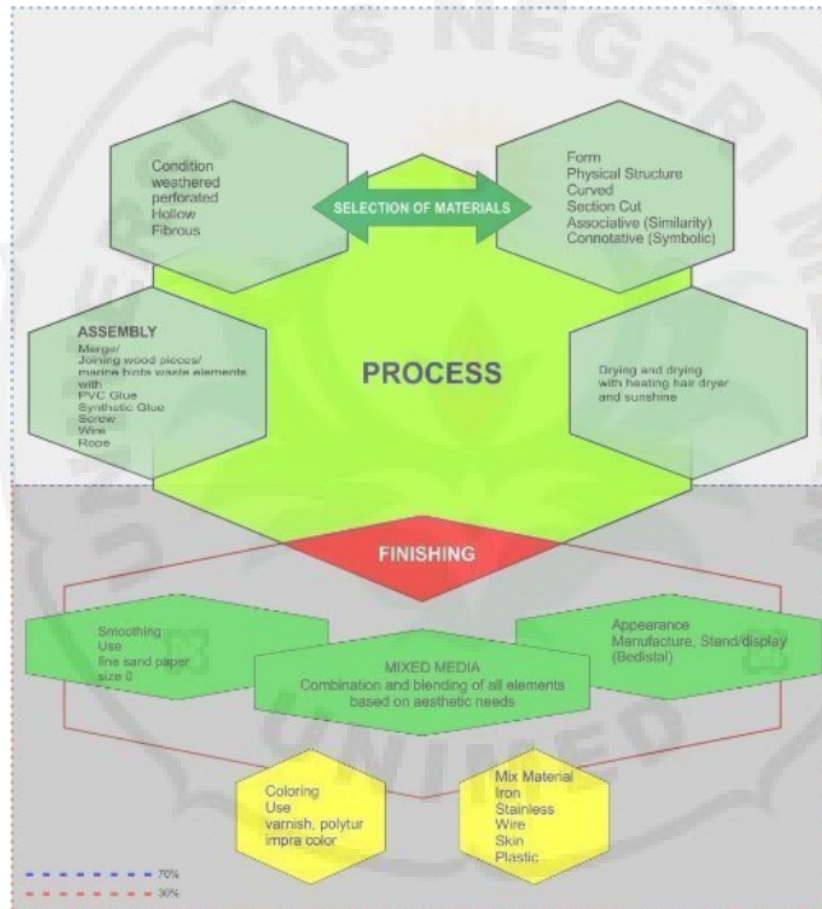 Condition
weathered
perforated
Hollow
Fibrous
SELECTION OF MATERIALS
Form
Physical Structure
Curved
Section Cut
Associative (Similarity)
Connotative (Symbolic)
ASSEMBLY
Merge/
Joining wood pieces/
marine biota waste elements
with
PVC Glue
Synthetic Glue
Screw
Wire
Rope
PROCESS
Drying and drying
with heating hair dryer
and sunshine
FINISHING
Smoothing
Use
fine sand paper
size 0
MIXED MEDIA
Combination and blending of all elements
based on aesthetic needs
Appearance
Manufacture, Stand/display
(Bedistal)
Coloring
Use
varnish, polytur
impra color
Mix Material
Iron
Stainless
Wire
Skin
Plastic
70%
30%
UNIMED